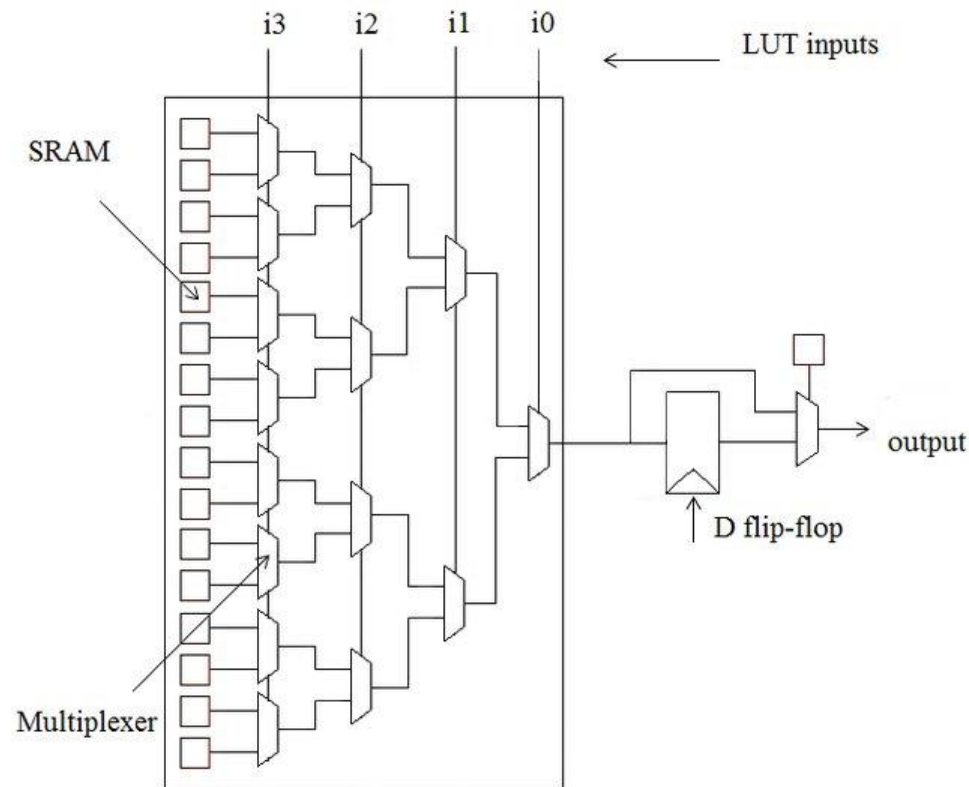 i3 i2 i1 i0
LUT inputs
SRAM
output
D flip-flop
Multiplexer